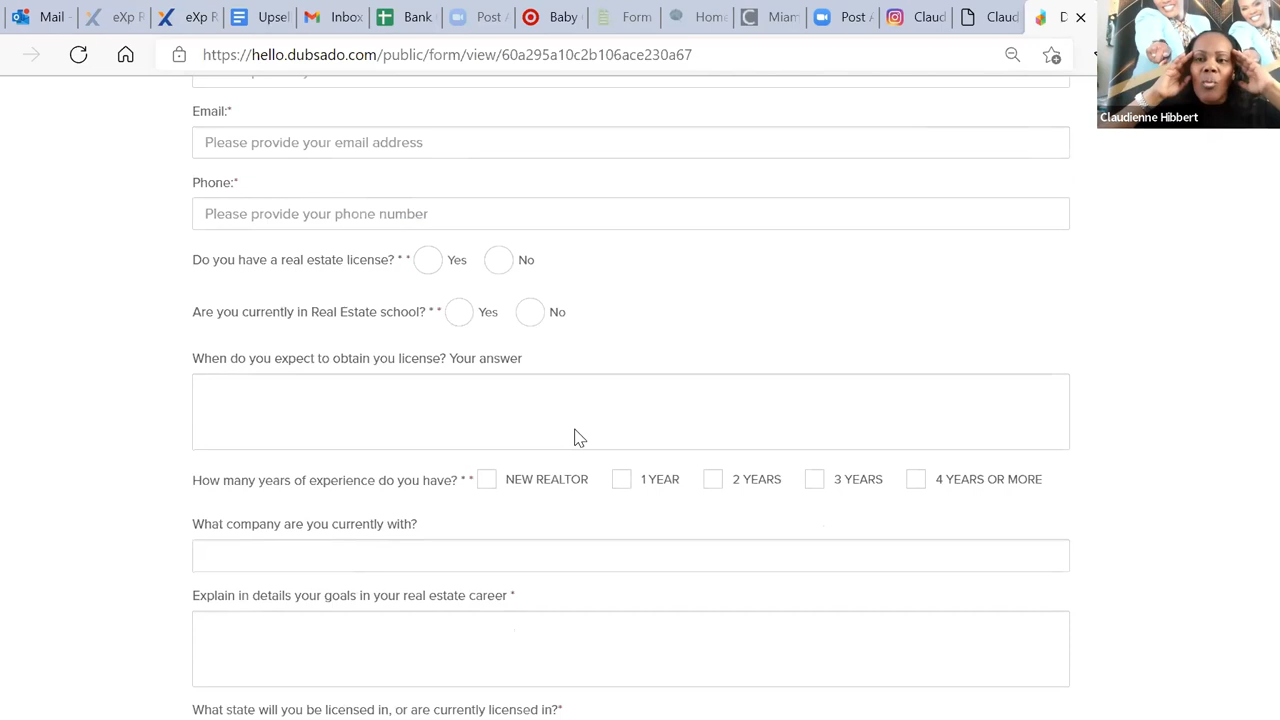 Mail -
eXp R
eXp R
Upsel
Inbox
Bank
Post A
Baby
Form
Home
Miam
Post A
Claud
Claud
D
https://hello.dubsado.com/public/form/view/60a295510c2b106ace230a67
Claudienne Hibbert
Email:*
Please provide your email address
Phone:*
Please provide your phone number
Do you have a real estate license? * * Yes No
Are you currently in Real Estate school? * * Yes No
When do you expect to obtain you license? Your answer
How many years of experience do you have? * * NEW REALTOR 1 YEAR 2 YEARS 3 YEARS 4 YEARS OR MORE
What company are you currently with?
Explain in details your goals in your real estate career *
What state will you be licensed in, or are currently licensed in?*